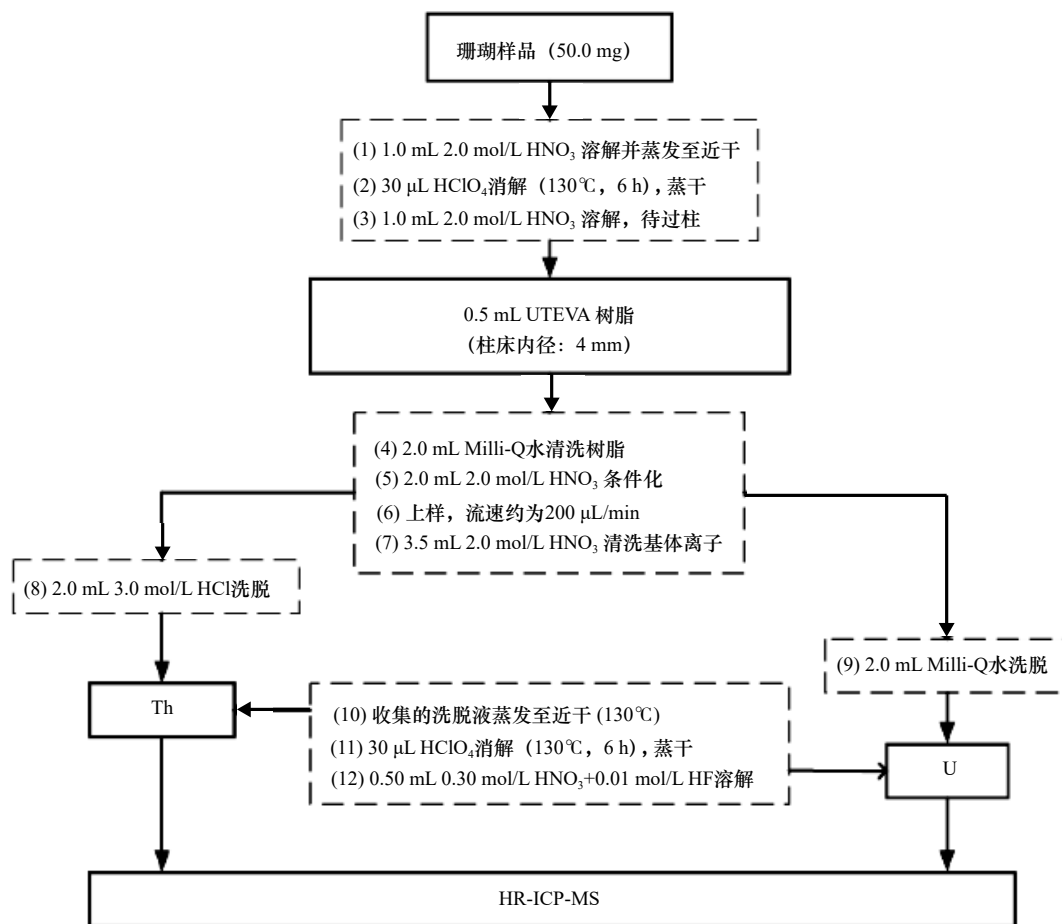 珊瑚样品（50.0 mg）
(1) 1.0 mL 2.0 mol/L HNO₃ 溶解并蒸发至近干
(2) 30 μL HClO₄消解（130℃，6 h）, 蒸干
(3) 1.0 mL 2.0 mol/L HNO₃ 溶解，待过柱
0.5 mL UTEVA 树脂
(柱床内径：4 mm）
(4) 2.0 mL Milli-Q水清洗树脂
(5) 2.0 mL 2.0 mol/L HNO₃ 条件化
(6) 上样，流速约为200 μL/min
(7) 3.5 mL 2.0 mol/L HNO₃ 清洗基体离子
(8) 2.0 mL 3.0 mol/L HCl洗脱
(9) 2.0 mL Milli-Q水洗脱
Th
(10) 收集的洗脱液蒸发至近干 (130℃)
(11) 30 μL HClO₄消解（130℃，6 h）, 蒸干
(12) 0.50 mL 0.30 mol/L HNO₃+0.01 mol/L HF溶解
U
HR-ICP-MS